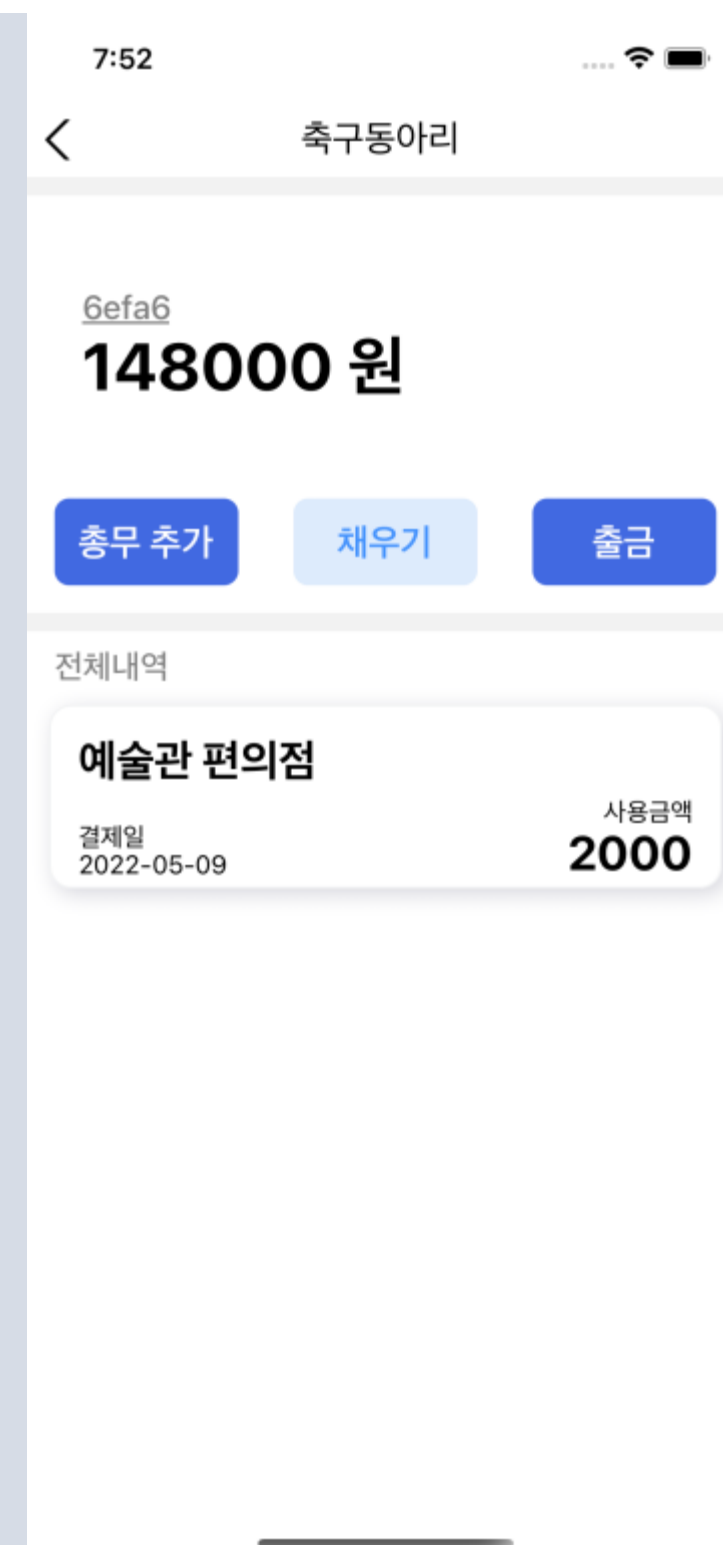 7:52
축구동아리
6efa6
148000 원
총무 추가
채우기
출금
전체내역
예술관 편의점
결제일
2022-05-09
사용금액
2000